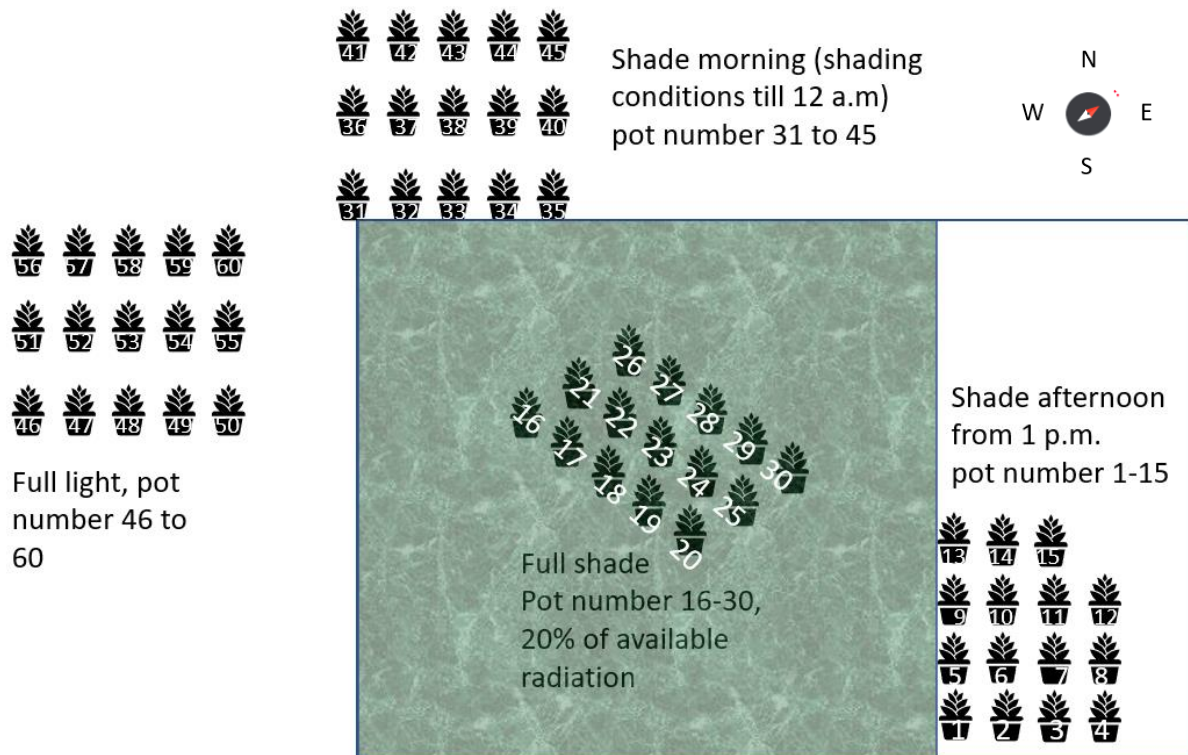 41 42 43 44 45
Shade morning (shading
conditions till 12 a.m)
pot number 31 to 45
N
W E
S
36 37 38 39 40
31 32 33 34 35
56 57 58 59 60
51 52 53 54 55
46 47 48 49 50
Full light, pot
number 46 to
60
26
21 27
16 22 28
17 23 29
18 24 30
19 25
20
Full shade
Pot number 16-30,
20% of available
radiation
Shade afternoon
from 1 p.m.
pot number 1-15
13 14 15
9 10 11 12
5 6 7 8
1 2 3 4